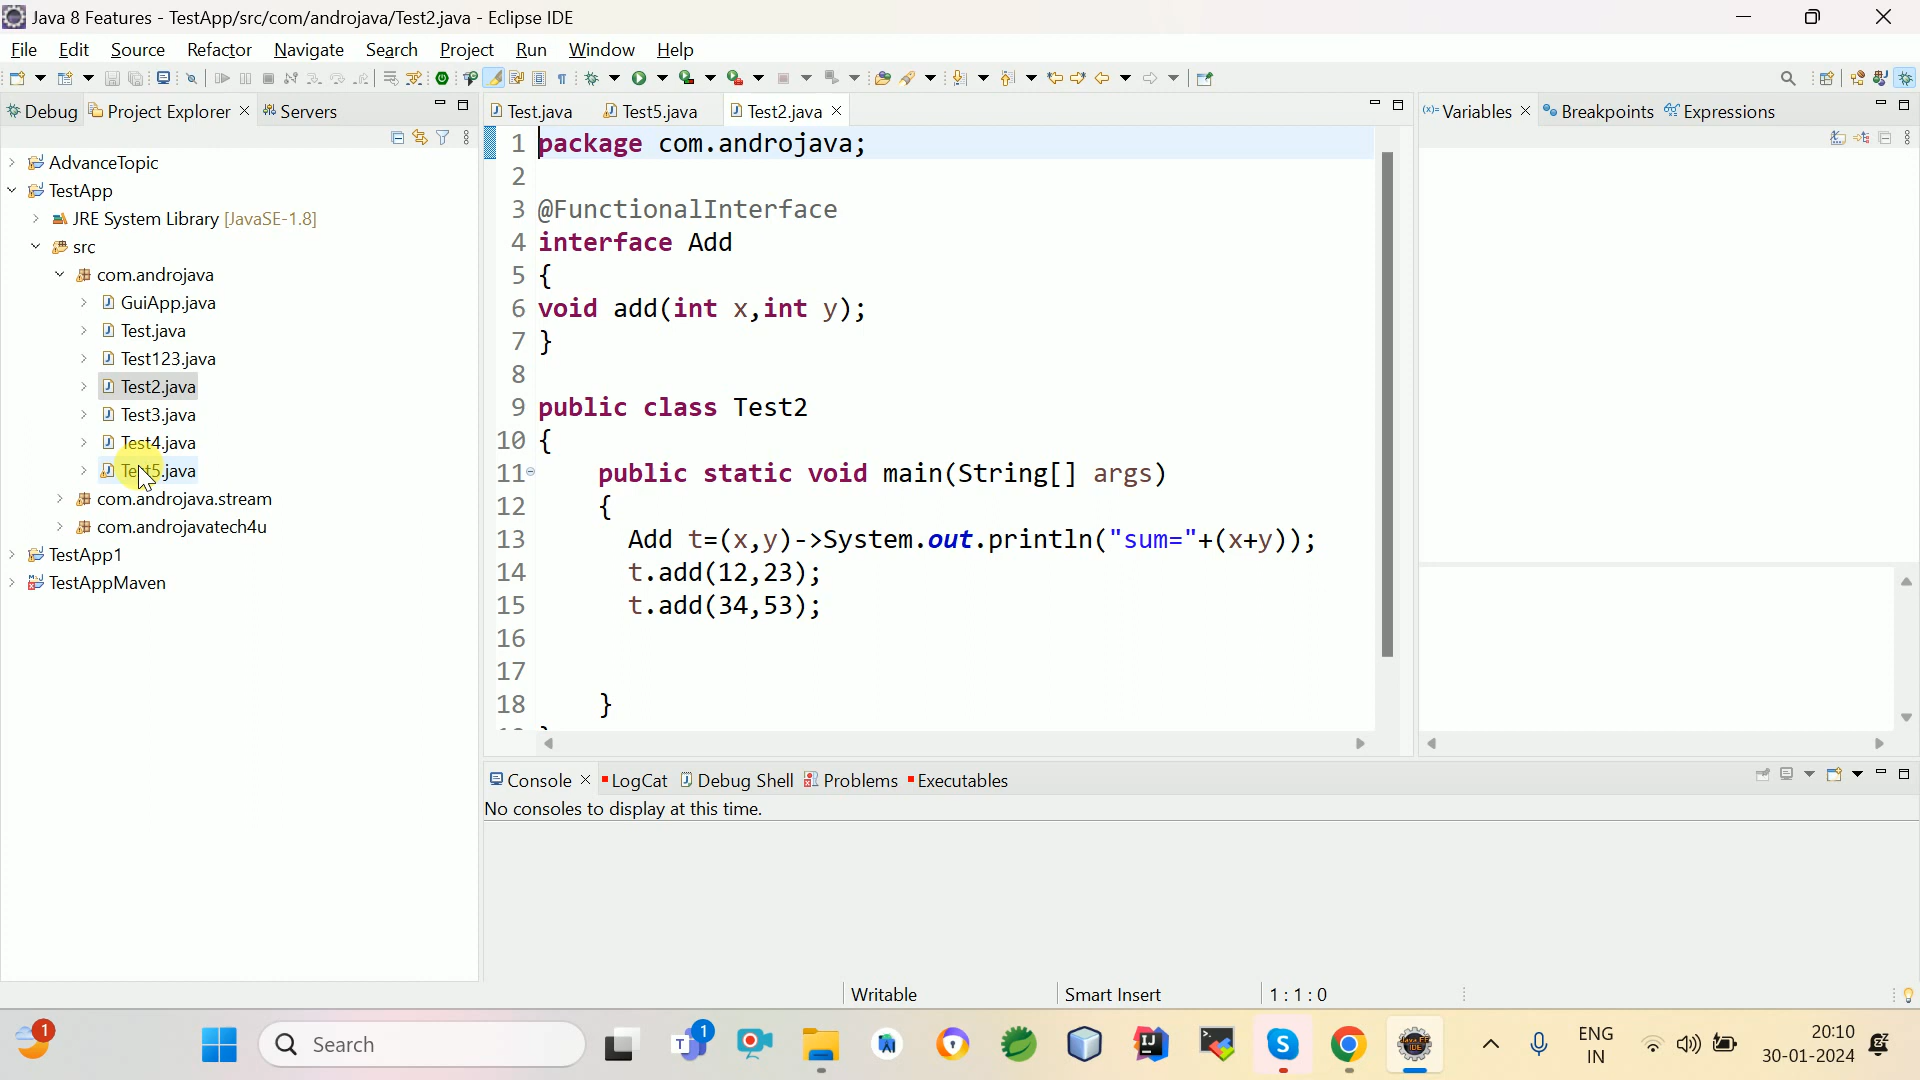 Java 8 Features - TestApp/src/com/androjava/Test2.java - Eclipse IDE
File Edit Source Refactor Navigate Search Project Run Window Help
Debug Project Explorer Servers
Test.java Test5.java Test2.java
Variables Breakpoints Expressions
AdvanceTopic
TestApp
JRE System Library [JavaSE-1.8]
src
com.androjava
GuiApp.java
Test.java
Test123.java
Test2.java
Test3.java
Test4.java
Test5.java
com.androjava.stream
com.androjavatech4u
TestApp1
TestAppMaven
1 package com.androjava;
2
3 @FunctionalInterface
4 interface Add
5 {
6 void add(int x,int y);
7 }
8
9 public class Test2
10 {
11 public static void main(String[] args)
12 {
13 Add t=(x,y)->System.out.println("sum="+(x+y));
14 t.add(12,23);
15 t.add(34,53);
16
17
18 }
Console LogCat Debug Shell Problems Executables
No consoles to display at this time.
Writable Smart Insert 1 : 1 : 0
1 Search 1 ENG
IN
20:10
30-01-2024